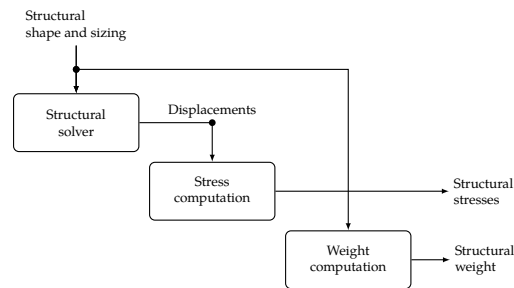 Structural
shape and sizing
Structural
solver
Displacements
Stress
computation
Structural
stresses
Weight
computation
Structural
weight